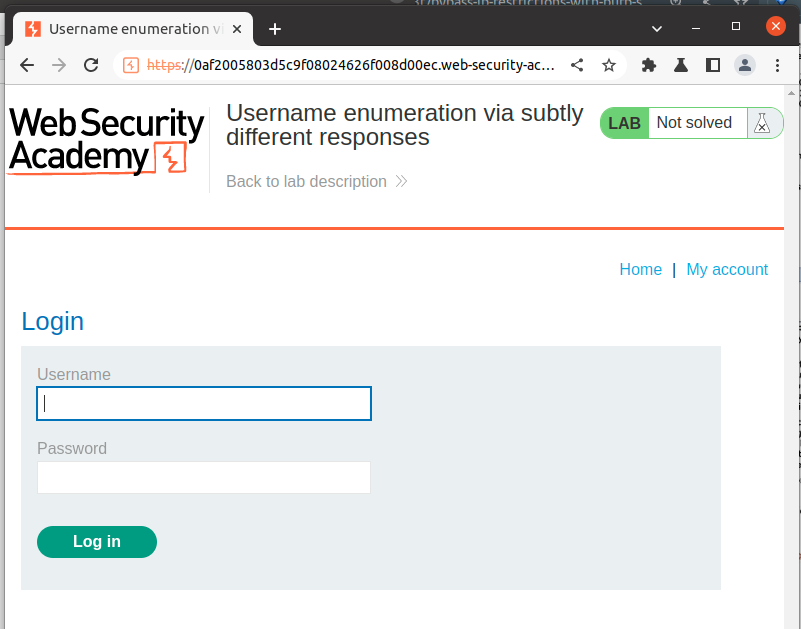 Username enumeration v
https://0af2005803d5c9f08024626f008d00ec.web-security-ac...
Web Security
Academy
Username enumeration via subtly
different responses
LAB Not solved
Back to lab description
Home | My account
Login
Username
Password
Log in